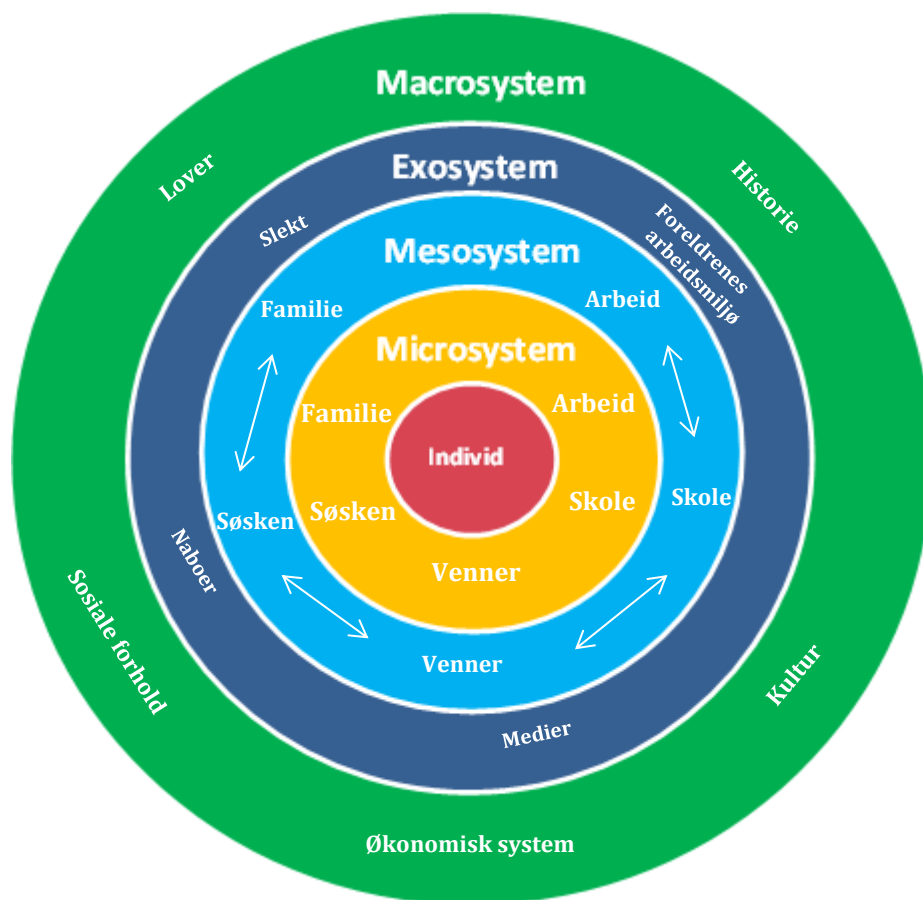 Macrosystem
Lover
Historie
Sosiale forhold
Kultur
Økonomisk system
Exosystem
Slekt
Foreldrenes
arbeidsmiljø
Naboer
Medier
Mesosystem
Familie
Arbeid
Søsken
Skole
Venner
Microsystem
Familie
Arbeid
Søsken
Skole
Venner
Individ